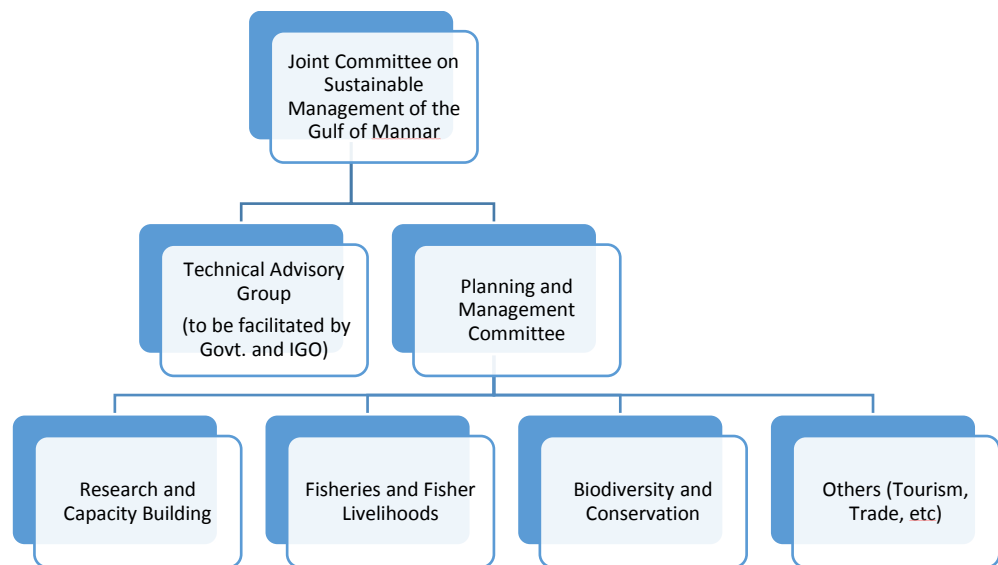 Joint Committee on
Sustainable
Management of the
Gulf of Mannar
Technical Advisory
Group
(to be facilitated by
Govt. and IGO)
Planning and
Management
Committee
Research and
Capacity Building
Fisheries and Fisher
Livelihoods
Biodiversity and
Conservation
Others (Tourism,
Trade, etc)